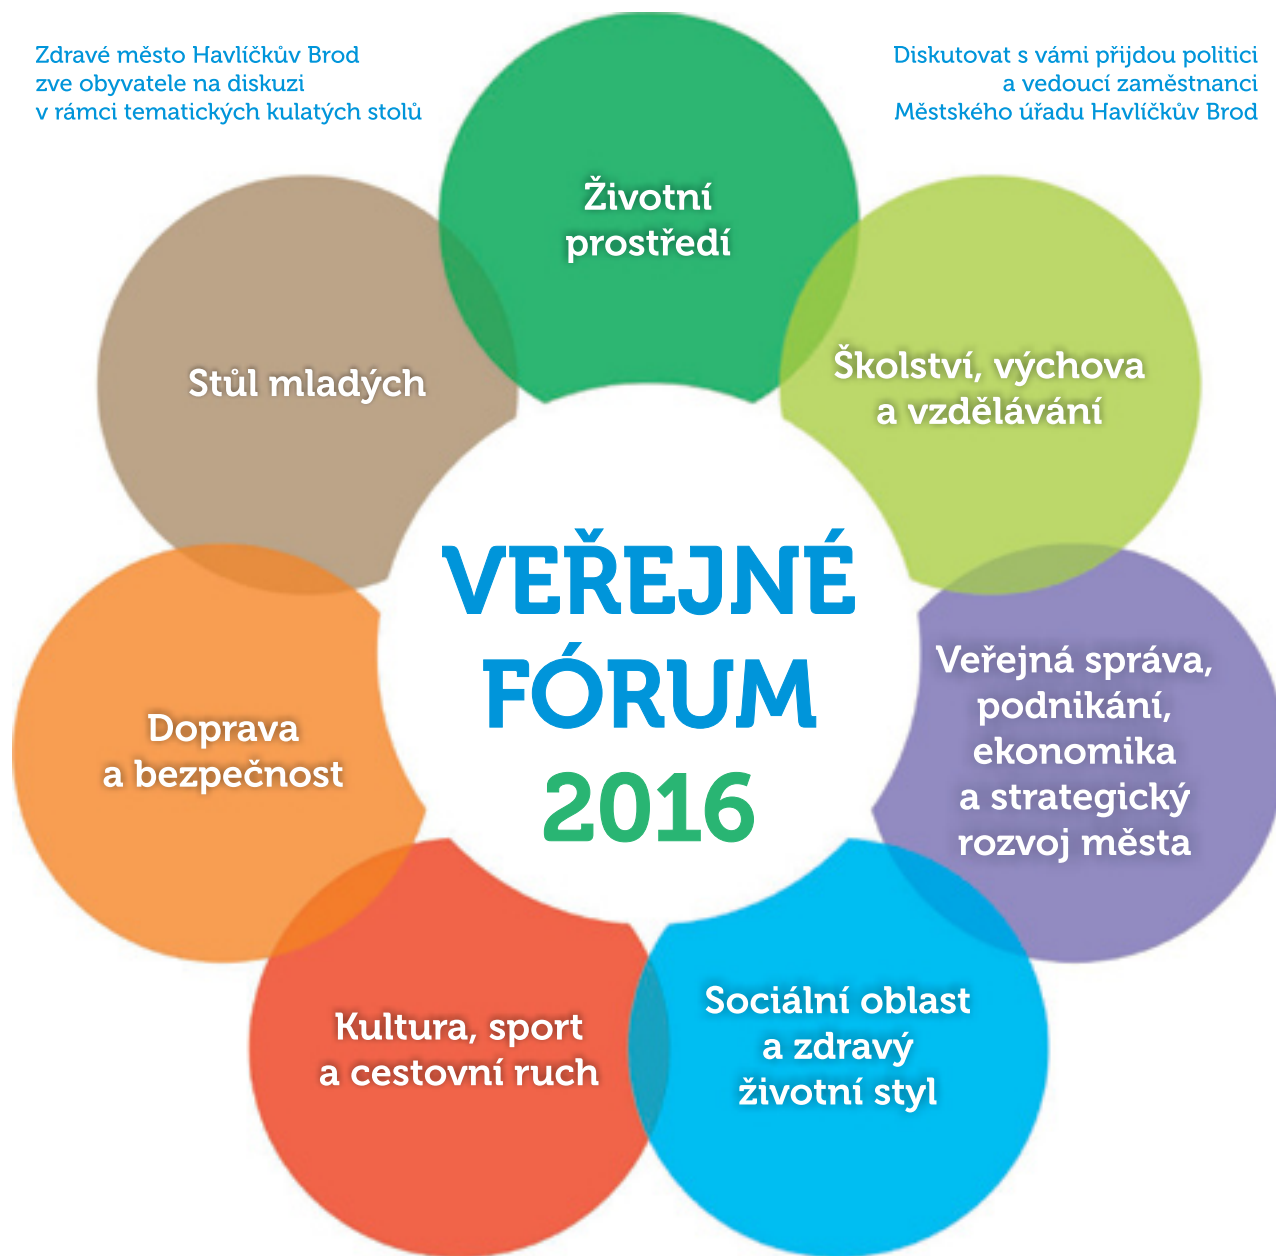 Zdravé město Havlíčkův Brod
zve obyvatele na diskuzi
v rámci tematických kulatých stolů
Diskutovat s vámi přijdou politici
a vedoucí zaměstnanci
Městského úřadu Havlíčkův Brod
Životní
prostředí
Stůl mladých
Školství, výchova
a vzdělávání
VEŘEJNÉ
FÓRUM
2016
Doprava
a bezpečnost
Veřejná správa,
podnikání,
ekonomika
a strategický
rozvoj města
Kultura, sport
a cestovní ruch
Sociální oblast
a zdravý
životní styl